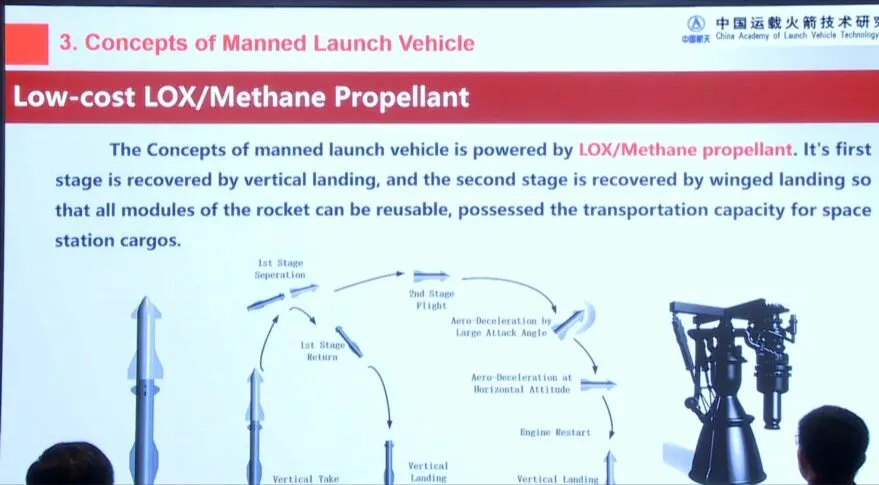 3. Concepts of Manned Launch Vehicle
中国运载火箭技术研究
中国航天
China Academy of Launch Vehicle Technology
Low-cost LOX/Methane Propellant
The Concepts of manned launch vehicle is powered by LOX/Methane propellant. It's first
stage is recovered by vertical landing, and the second stage is recovered by winged landing so
that all modules of the rocket can be reusable, possessed the transportation capacity for space
station cargos.
1st Stage
Seperation
2nd Stage
Flight
1st Stage
Return
Aero-Deceleration by
Large Attack Angle
Aero-Deceleration at
Horizontal Attitude
Engine Restart
Vertical Take
Vertical
Landing
Vertical Landing